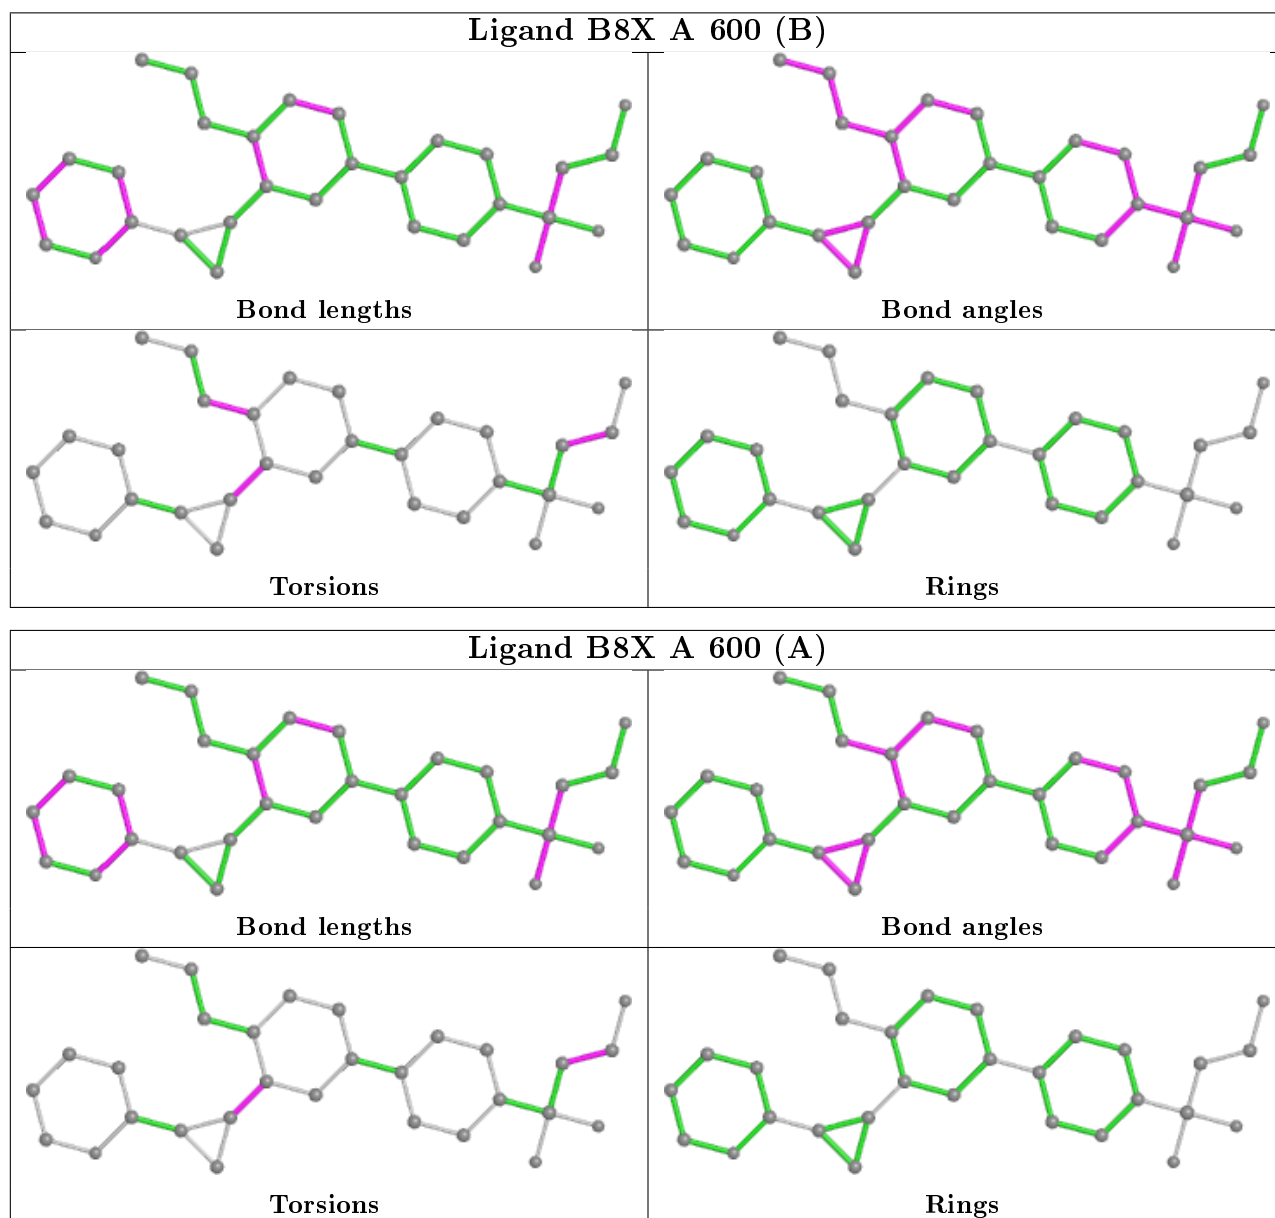 Ligand B8X A 600 (B)
Bond lengths
Bond angles
Torsions
Rings
Ligand B8X A 600 (A)
Bond lengths
Bond angles
Torsions
Rings